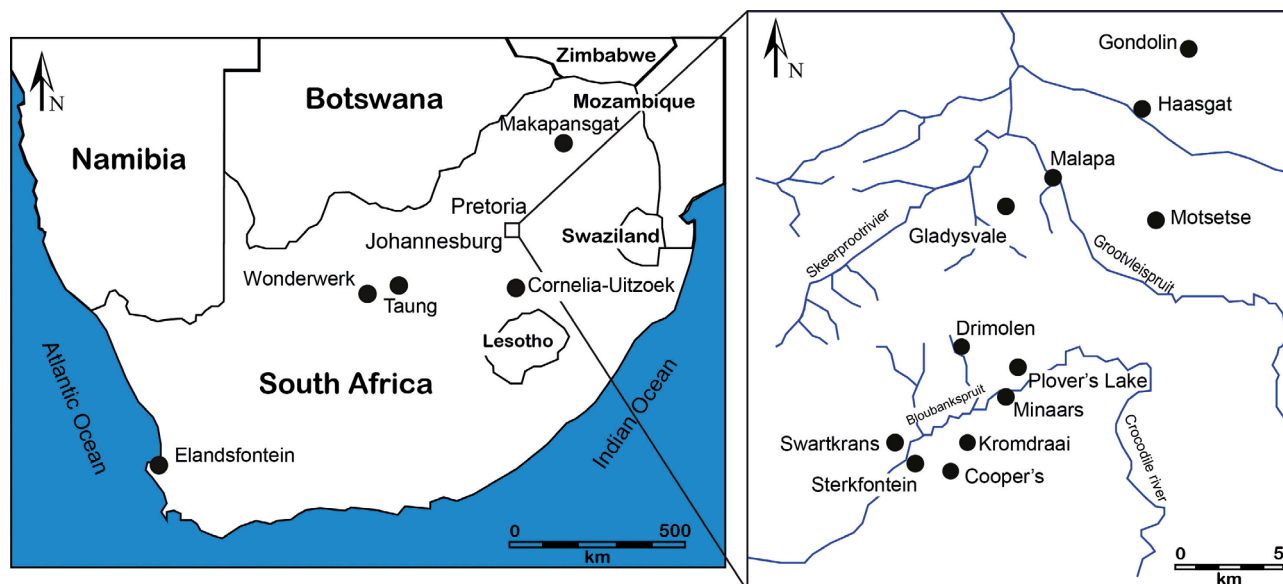 N
Zimbabwe
Botswana
Mozambique
Makapansgat
Namibia
Pretoria
Johannesburg
Swaziland
Wonderwerk
Taung
Cornelia-Uitzoek
Lesotho
South Africa
Atlantic Ocean
Indian Ocean
Elandsfontein
0 500
km
N
Gondolin
Haasgat
Malapa
Motsetse
Gladysvale
Skeerprootrivier
Grootvleispruit
Drimolen
Plover's Lake
Bloubankspruit
Minaars
Swartkrans
Kromdraai
Sterkfontein
Cooper's
Crocodile river
0 5
km